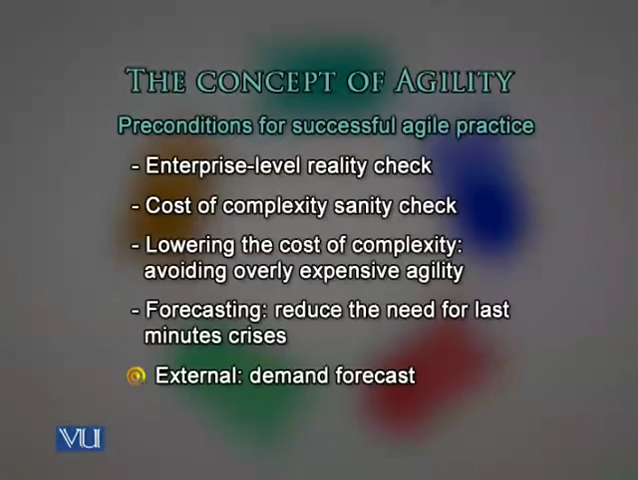 THE CONCEPT OF AGILITY
Preconditions for successful agile practice
- Enterprise-level reality check
- Cost of complexity sanity check
- Lowering the cost of complexity:
avoiding overly expensive agility
- Forecasting: reduce the need for last
minutes crises
External: demand forecast
VU